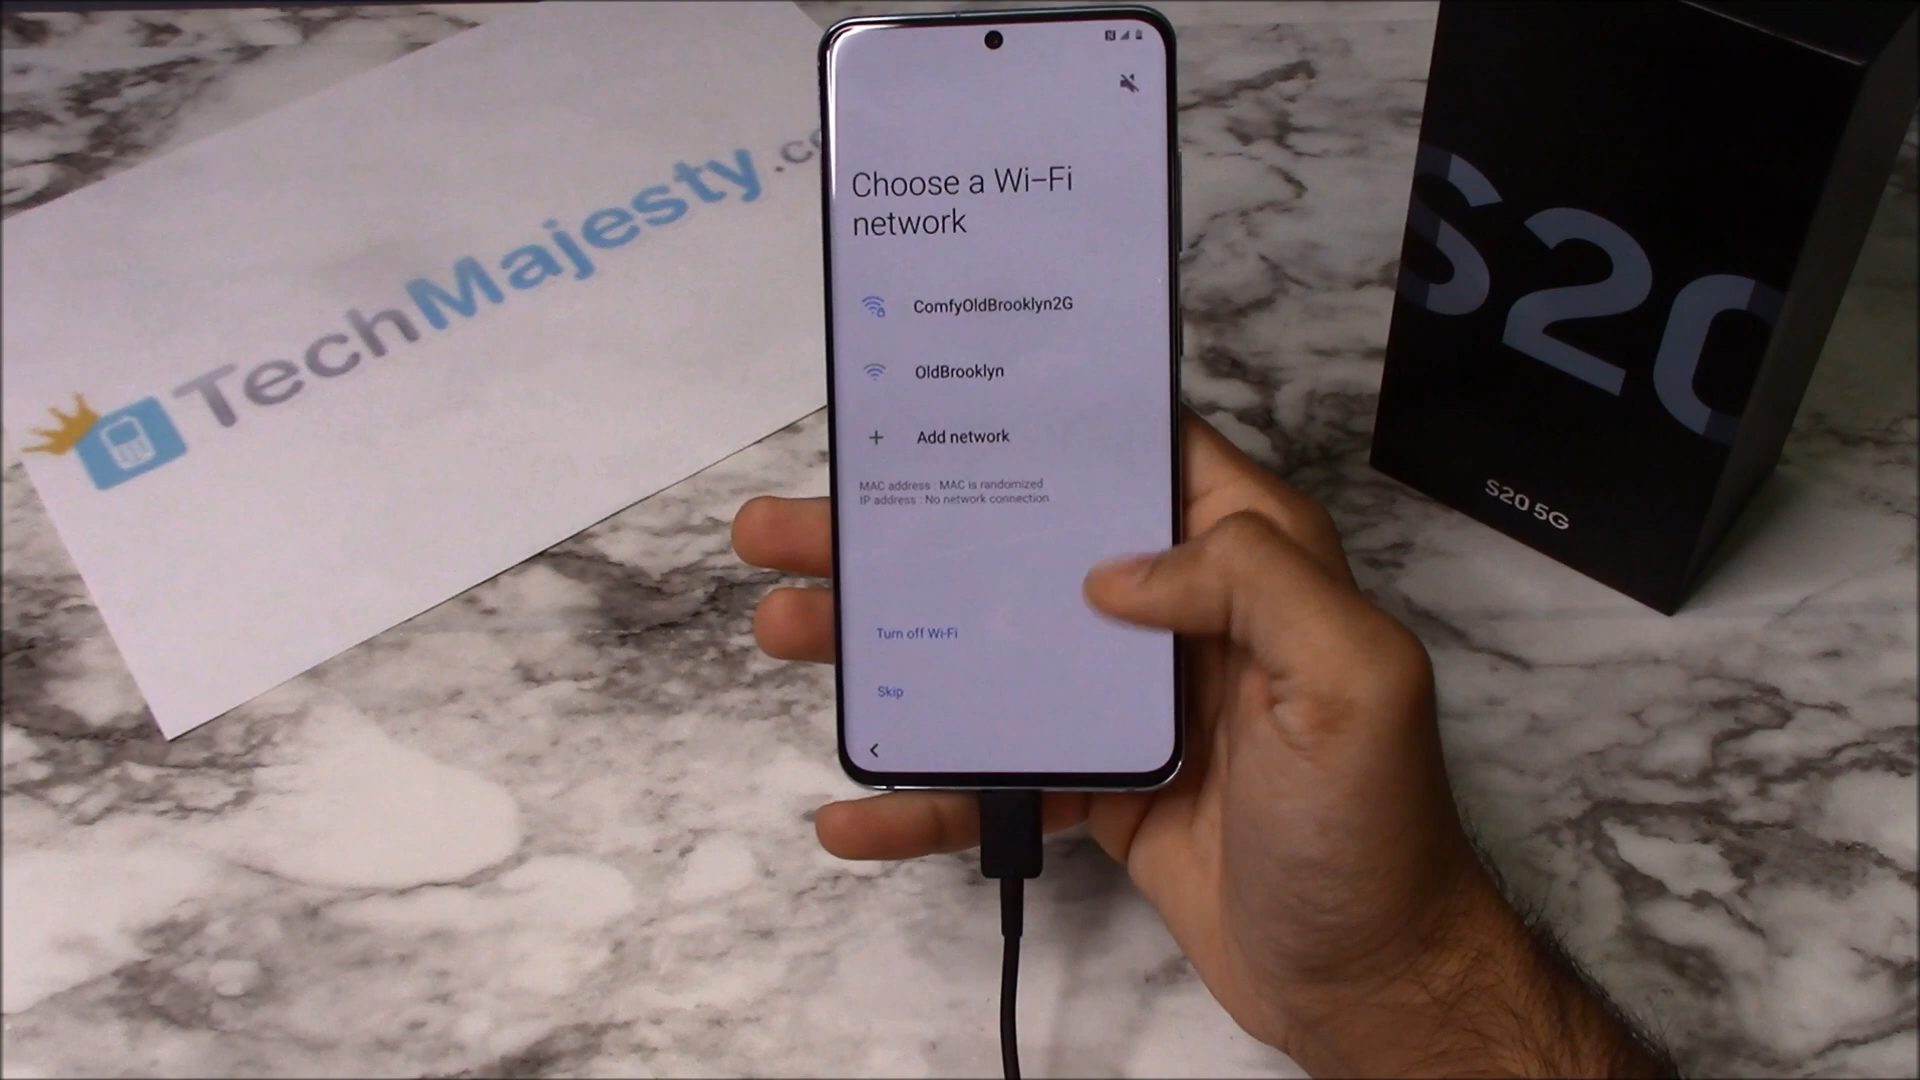 TechMajesty.co
Choose a Wi-Fi
network
ComfyOldBrooklyn2G
OldBrooklyn
+ Add network
MAC address : MAC is randomized
IP address : No network connection
Turn off Wi-Fi
Skip
S20
S20 5G